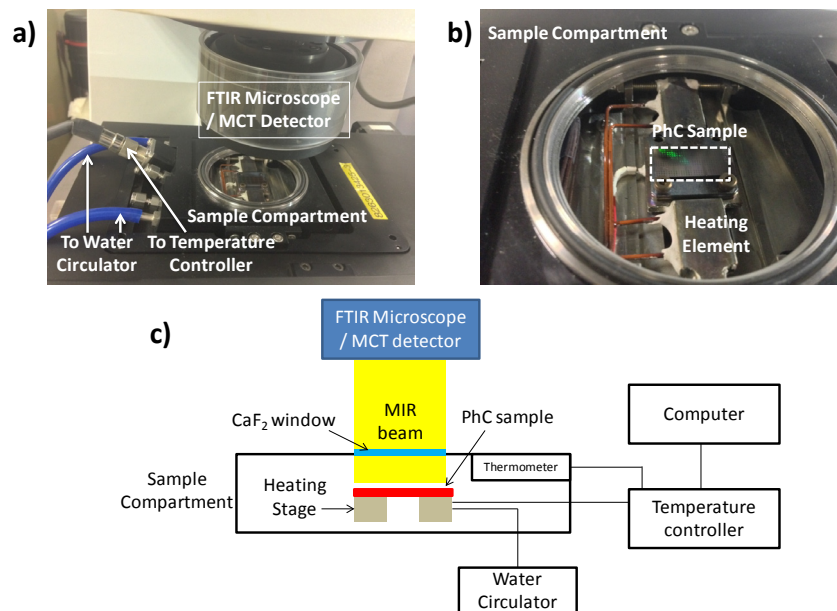 a)
FTIR Microscope
/ MCT Detector
Sample Compartment
To Water
Circulator
To Temperature
Controller
b)
Sample Compartment
PhC Sample
Heating
Element
c)
FTIR Microscope
/ MCT detector
CaF₂ window
MIR
beam
PhC sample
Computer
Sample
Compartment
Heating
Stage
Thermometer
Temperature
controller
Water
Circulator